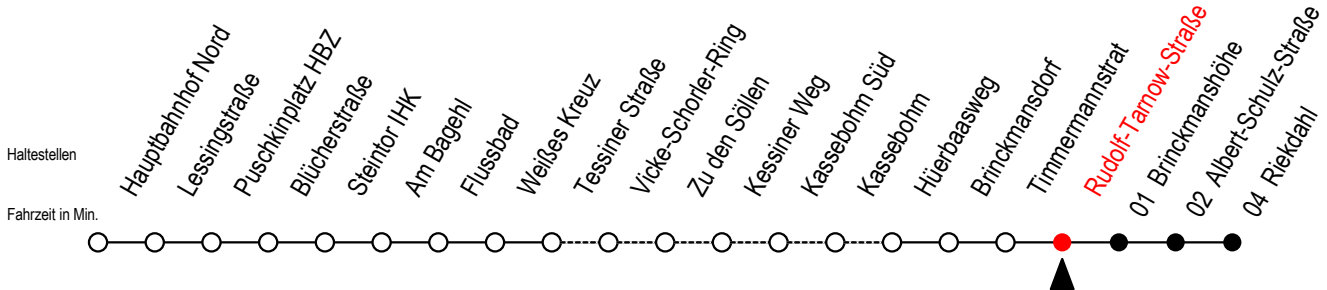 Haltestellen
Fahrzeit in Min.
Hauptbahnhof Nord
Lessingstraße
Puschkinplatz HBZ
Blücherstraße
Steintor IHK
Am Bagehl
Flussbad
Weißes Kreuz
Tessiner Straße
Vicke-Schorler-Ring
Zu den Söllen
Kessiner Weg
Kassebohm Süd
Kassebohm
Hüerbaasweg
Brinckmansdorf
Timmermannstrat
Rudolf-Tarnow-Straße
01 Brinckmanshöhe
02 Albert-Schulz-Straße
04 Riekdahl